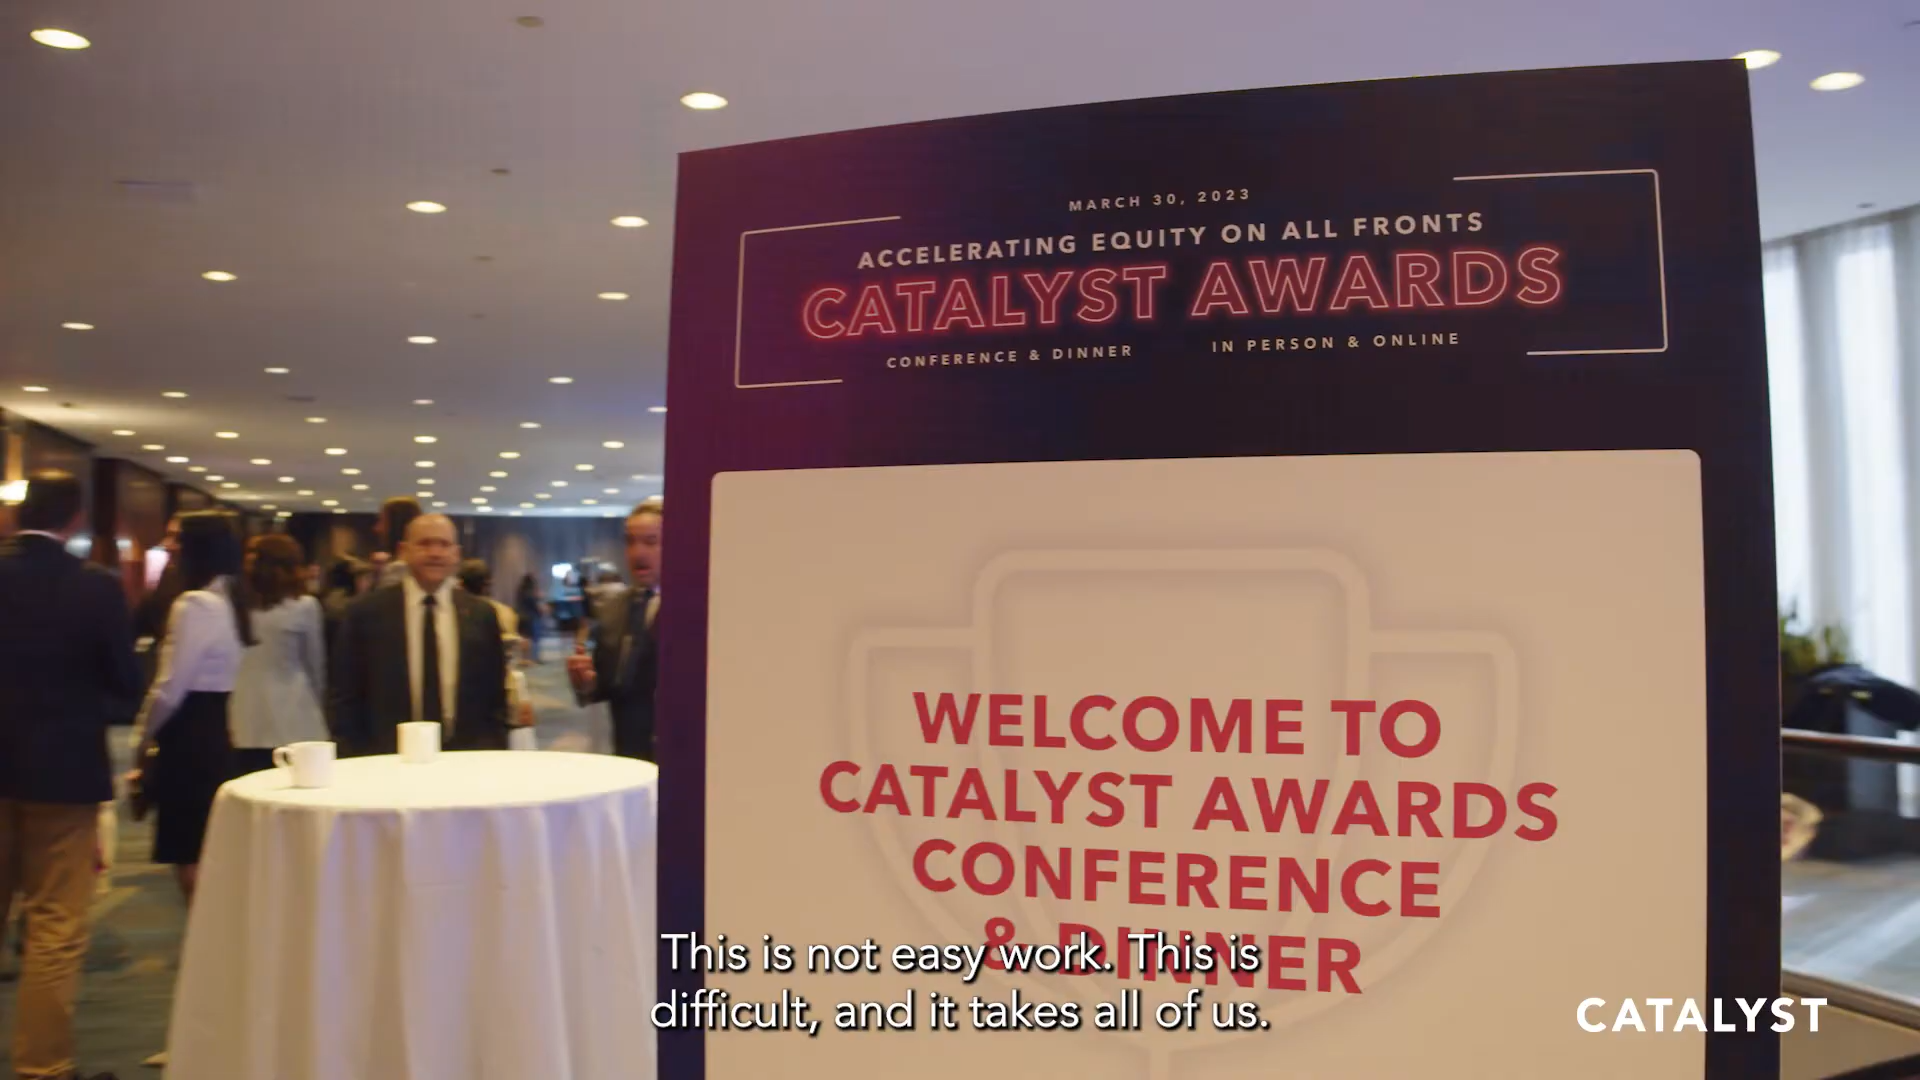 MARCH 30, 2023
ACCELERATING EQUITY ON ALL FRONTS
CATALYST AWARDS
CONFERENCE & DINNER IN PERSON & ONLINE
WELCOME TO
CATALYST AWARDS
CONFERENCE
& DINNER
This is not easy work. This is
difficult, and it takes all of us.
CATALYST